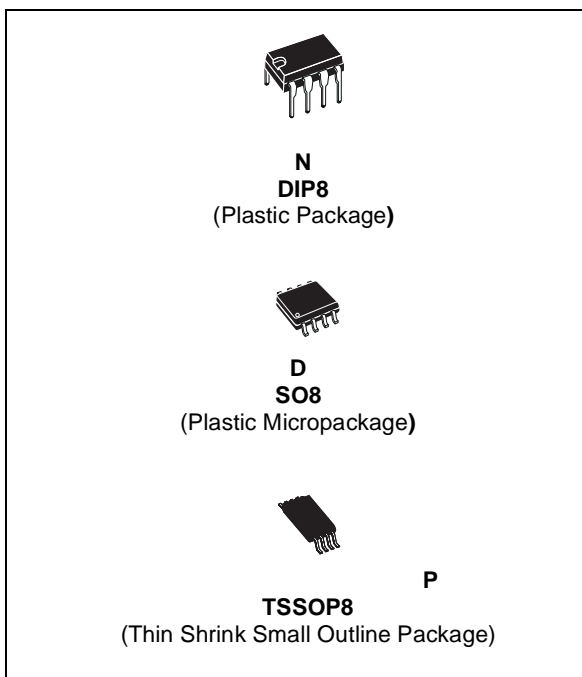 N
DIP8
(Plastic Package)
D
SO8
(Plastic Micropackage)
P
TSSOP8
(Thin Shrink Small Outline Package)